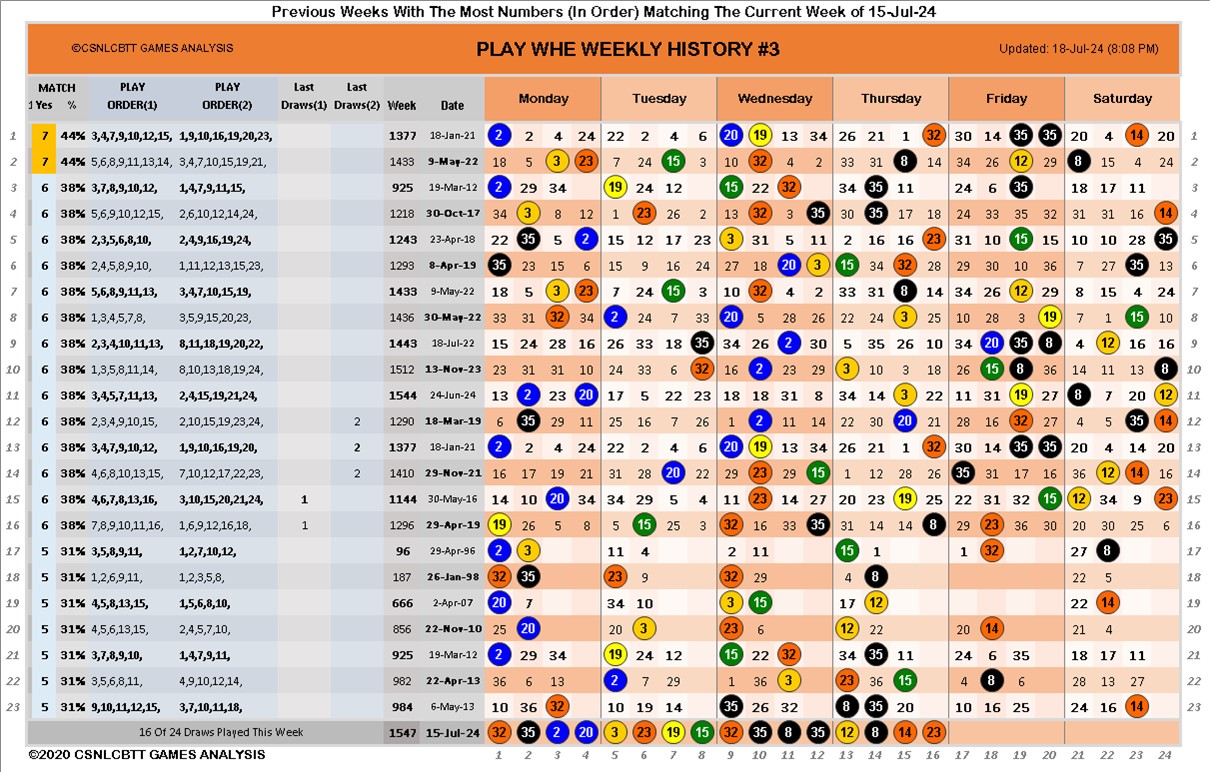 Previous Weeks With The Most Numbers (In Order) Matching The Current Week of 15-Jul-24
©CSNLCBTT GAMES ANALYSIS PLAY WHE WEEKLY HISTORY #3 Updated: 18-Jul-24 (8:08 PM)
MATCH PLAY PLAY Last Last
1 Yes % ORDER(1) ORDER(2) Draws(1) Draws(2) Week Date Monday Tuesday Wednesday Thursday Friday Saturday
1 7 44% 3,4,7,9,10,12,15, 1,9,10,16,19,20,23, 1377 18-Jan-21 2 2 4 24 22 2 4 6 20 19 13 34 26 21 1 32 30 14 35 35 20 4 23 20 1
2 7 44% 5,6,8,9,11,13,14, 3,4,7,10,15,19,21, 1433 9-May-22 18 5 3 23 7 24 15 3 10 32 4 2 33 31 8 14 34 26 12 29 8 15 4 24 2
3 6 38% 3,7,8,9,10,12, 1,4,7,9,11,15, 925 19-Mar-12 2 29 34 19 24 12 15 22 32 34 35 11 24 6 35 18 17 11 3
4 6 38% 5,6,9,10,12,15, 2,6,10,12,14,24, 1218 30-Oct-17 34 3 8 12 1 23 26 2 13 32 3 35 30 35 17 18 24 33 35 32 31 31 16 14 4
5 6 38% 2,3,5,6,8,10, 2,4,9,16,19,24, 1243 23-Apr-18 22 35 5 2 15 12 17 23 3 31 5 11 2 16 16 23 31 10 15 15 10 10 28 35 5
6 6 38% 2,4,5,8,9,11, 1,11,12,13,15,23, 1293 8-Apr-19 35 23 15 5 15 9 16 24 27 18 20 3 15 34 32 28 29 30 10 36 7 27 35 13 6
7 6 38% 5,6,8,9,11,13, 3,4,7,10,15,19, 1433 9-May-22 18 5 3 23 7 24 15 3 10 32 4 2 33 31 8 14 34 26 12 29 8 15 4 24 7
8 6 38% 1,3,4,5,7,8, 3,5,9,15,20,23, 1436 30-May-22 33 31 32 34 2 24 7 33 20 5 28 26 22 24 3 25 10 28 3 19 7 1 15 10 8
9 6 38% 2,3,4,10,11,13, 8,11,18,19,20,22, 1443 18-Jul-22 15 24 28 16 26 33 18 35 34 26 2 30 5 35 26 10 34 20 35 8 4 12 16 16 9
10 6 38% 1,3,5,8,11,14, 8,10,13,18,19,24, 1512 13-Nov-23 23 31 31 10 24 33 6 32 16 2 23 29 3 10 3 18 26 15 8 36 14 11 13 8 10
11 6 38% 3,4,5,7,11,13, 2,4,15,19,21,24, 1544 24-Jun-24 13 2 23 20 17 5 22 23 18 18 31 8 34 14 3 22 31 31 19 27 8 7 20 12 11
12 6 38% 2,3,4,9,10,15, 2,10,15,19,23,24, 2 1290 18-Mar-19 6 35 29 11 25 16 7 26 1 2 11 14 22 30 20 21 28 16 32 27 5 4 35 14 12
13 6 38% 1,3,4,7,9,10,12, 1,9,10,16,19,20, 2 1377 18-Jan-21 2 2 4 24 22 2 4 6 20 19 13 34 26 21 1 32 30 14 35 35 20 4 14 20 13
14 6 38% 4,6,8,10,13,15, 7,10,12,17,22,23, 2 1410 29-Nov-21 16 17 19 21 31 28 20 22 29 23 29 15 1 12 28 26 35 31 17 16 36 12 14 16 14
15 6 38% 4,6,7,8,13,16, 3,10,15,20,21,24, 1 1144 30-May-16 14 10 20 34 34 29 5 4 11 23 14 27 20 23 19 25 22 31 32 15 12 34 9 23 15
16 6 38% 7,8,9,10,11,16, 1,6,9,12,16,18, 1 1296 29-Apr-19 19 26 5 8 5 15 25 3 32 16 33 35 31 14 14 8 29 23 36 30 20 30 25 6 16
17 5 31% 3,5,8,9,11, 1,2,7,10,12, 96 29-Apr-96 2 3 11 4 2 11 15 1 1 32 27 8 17
18 5 31% 1,2,6,9,11, 1,2,3,5,8, 187 26-Jan-98 32 35 23 9 32 29 4 8 22 5 18
19 5 31% 4,5,8,13,15, 1,5,6,8,10, 666 2-Apr-07 20 7 34 10 3 15 17 12 22 14 19
20 5 31% 4,5,6,13,15, 2,4,5,7,10, 856 22-Nov-10 25 20 20 3 23 6 12 22 20 14 21 4 20
21 5 31% 3,7,8,9,10, 1,4,7,9,11, 925 19-Mar-12 2 29 34 19 24 12 15 22 32 34 35 11 24 6 35 18 17 11 21
22 5 31% 3,5,6,8,11, 4,9,10,12,14, 982 22-Apr-13 36 6 13 2 7 29 1 36 3 23 36 15 4 8 6 28 13 27 22
23 5 31% 9,10,11,12,15, 3,7,10,11,18, 984 6-May-13 10 36 32 10 19 14 35 26 32 8 35 20 10 16 25 24 16 14 23
16 Of 24 Draws Played This Week 1547 15-Jul-24 32 35 2 20 3 23 19 15 32 35 8 35 12 8 14 23
©2020 CSNLCBTT GAMES ANALYSIS 1 2 3 4 5 6 7 8 9 10 11 12 13 14 15 16 17 18 19 20 21 22 23 24